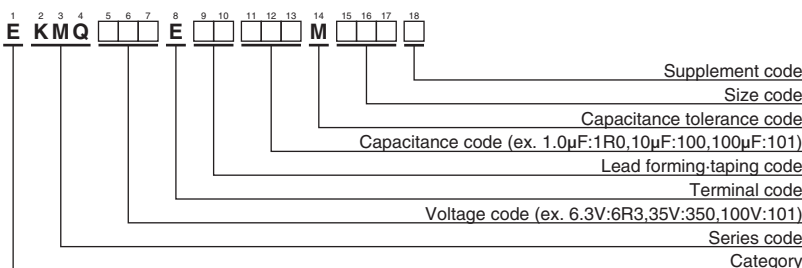 1 2 3 4 5 6 7 8 9 10 11 12 13 14 15 16 17 18
E KMQ □□□ E □□ □□□ M □□□ □
Supplement code
Size code
Capacitance tolerance code
Capacitance code (ex. 1.0μF:1R0,10μF:100,100μF:101)
Lead forming·taping code
Terminal code
Voltage code (ex. 6.3V:6R3,35V:350,100V:101)
Series code
Category